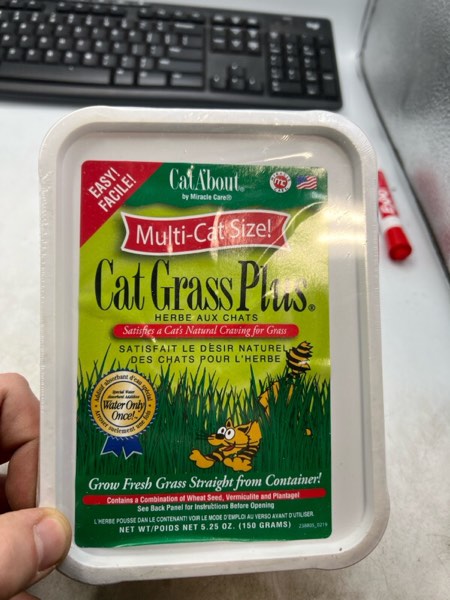 EASY!
FACILE!
CatAbout®
by Miracle Care®
Multi-Cat Size!
Cat Grass Plus®
HERBE AUX CHATS
Satisfies a Cat's Natural Craving for Grass
SATISFAIT LE DÉSIR NATUREL
DES CHATS POUR L'HERBE
Water Only
Once!
Grow Fresh Grass Straight from Container!
Contains a Combination of Wheat Seed, Vermiculite and Plantagel
See Back Panel for Instructions Before Opening
L'HERBE POUSSE DAN LE CONTENANT! VOIR LE MODE D'EMPLOI AU VERSO AVANT D'UTILISER.
NET WT/POIDS NET 5.25 OZ. (150 GRAMS)